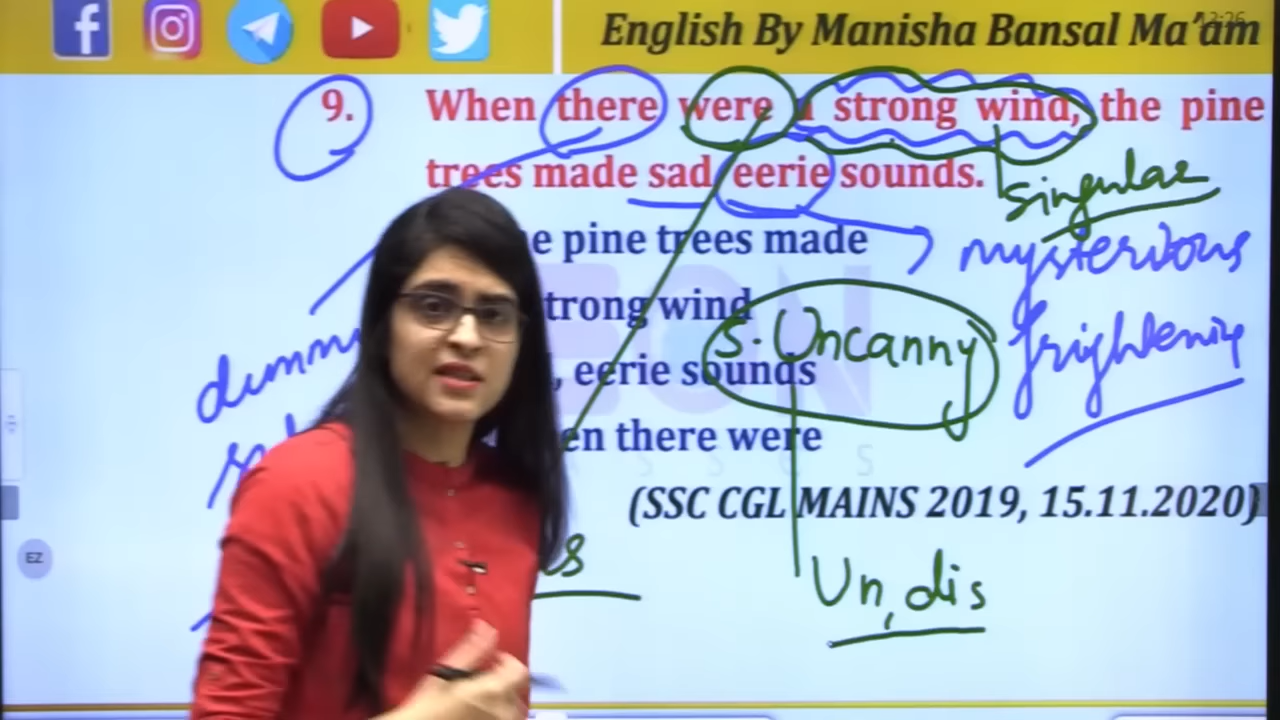 English By Manisha Bansal Ma'am
9. When there were a strong wind, the pine
trees made sad, eerie sounds.
singular
pine trees made
mysterious
strong wind
S. Uncanny
frightening
eerie sounds
there were
(SSC CGL MAINS 2019, 15.11.2020)
Un, dis
EZ